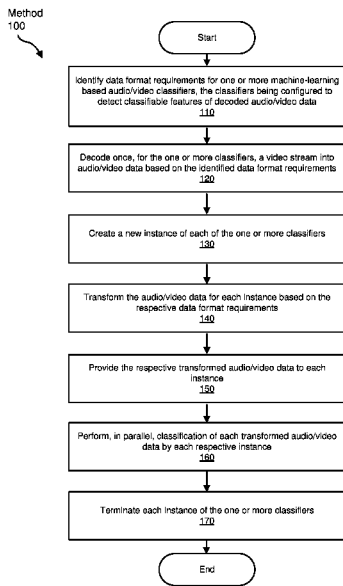 Method
100
Start
Identify data format requirements for one or more machine-learning
based audio/video classifiers, the classifiers being configured to
detect classifiable features of decoded audio/video data
110
Decode once, for the one or more classifiers, a video stream into
audio/video data based on the identified data format requirements
120
Create a new instance of each of the one or more classifiers
130
Transform the audio/video data for each instance based on the
respective data format requirements
140
Provide the respective transformed audio/video data to each
instance
150
Perform, in parallel, classification of each transformed audio/video
data by each respective instance
160
Terminate each instance of the one or more classifiers
170
End